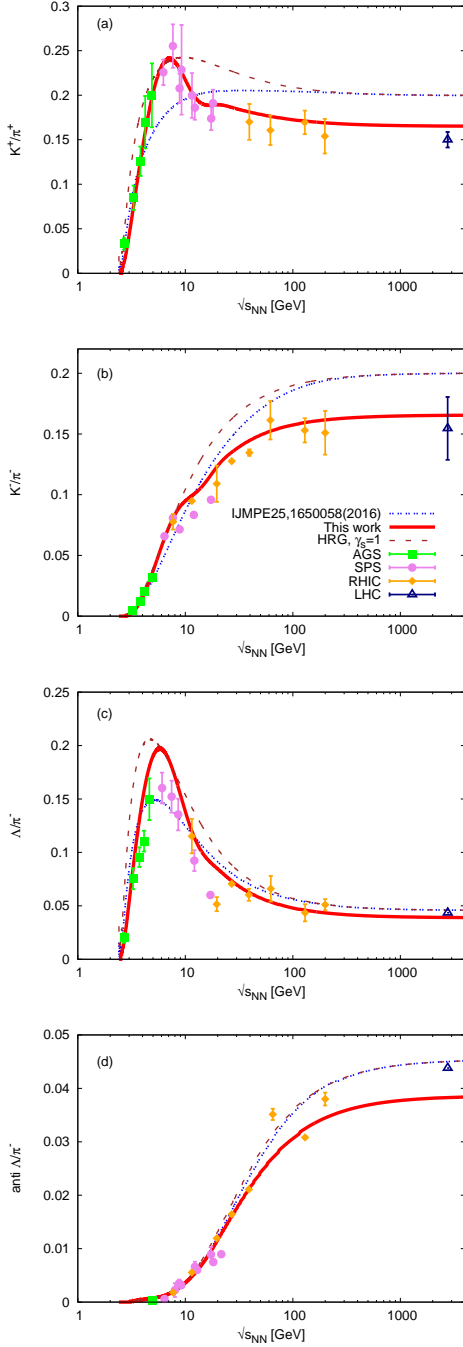 0.3
(a)
0.25
0.2
K⁺/π⁺
0.15
0.1
0.05
0
1 10 100 1000
√sNN [GeV]
(b)
0.2
0.15
K⁻/π⁻
0.1
IJMPE25,1650058(2016)
This work
HRG, γs=1
AGS
0.05
SPS
RHIC
LHC
0
1 10 100 1000
√sNN [GeV]
0.25
(c)
0.2
0.15
Λ/π⁻
0.1
0.05
0
1 10 100 1000
√sNN [GeV]
0.05
(d)
0.04
0.03
anti Λ/π⁻
0.02
0.01
0
1 10 100 1000
√sNN [GeV]